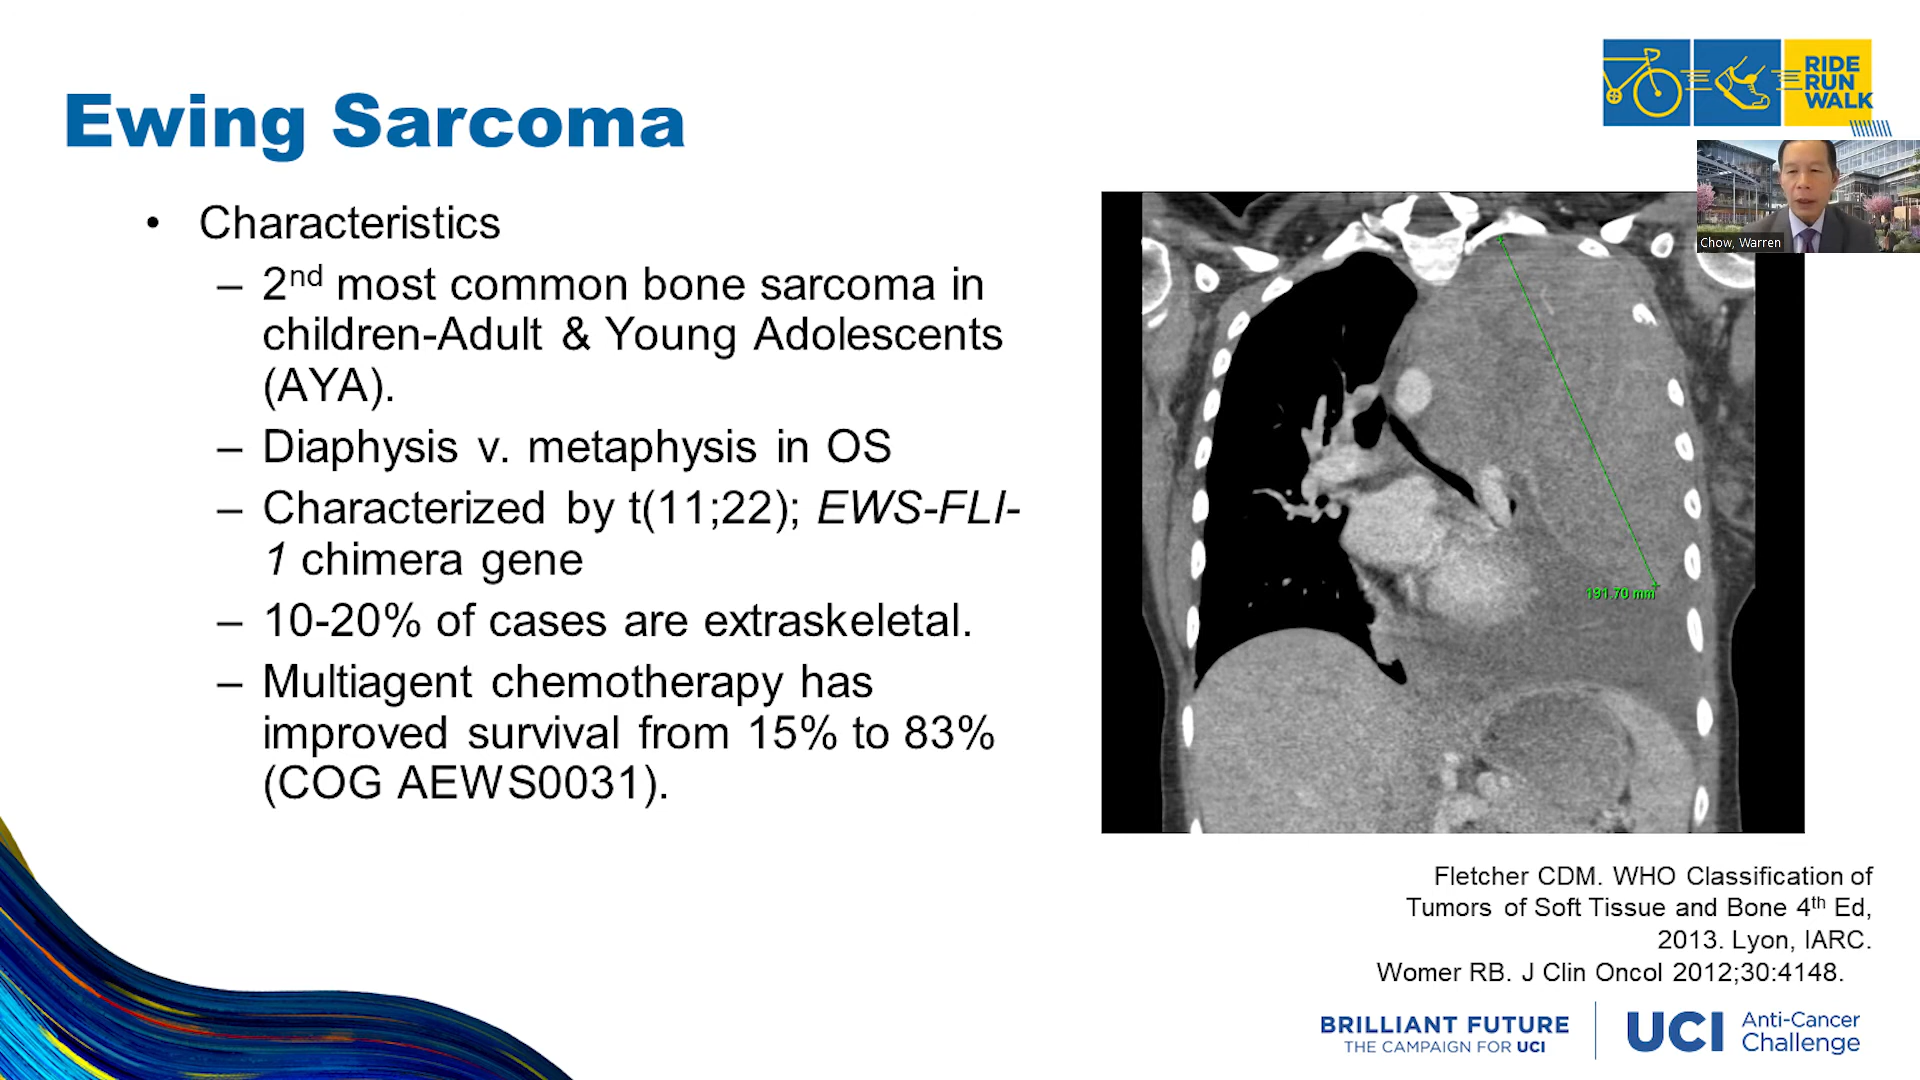 RIDE
RUN
WALK
Ewing Sarcoma
Chow, Warren
• Characteristics
– 2nd most common bone sarcoma in
children-Adult & Young Adolescents
(AYA).
– Diaphysis v. metaphysis in OS
– Characterized by t(11;22); EWS-FLI-
1 chimera gene
– 10-20% of cases are extraskeletal.
– Multiagent chemotherapy has
improved survival from 15% to 83%
(COG AEWS0031).
191.70 mm
Fletcher CDM. WHO Classification of
Tumors of Soft Tissue and Bone 4th Ed,
2013. Lyon, IARC.
Womer RB. J Clin Oncol 2012;30:4148.
BRILLIANT FUTURE
THE CAMPAIGN FOR UCI
UCI Anti-Cancer
Challenge